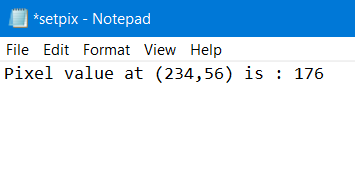 *setpix - Notepad
File Edit Format View Help
Pixel value at (234,56) is : 176